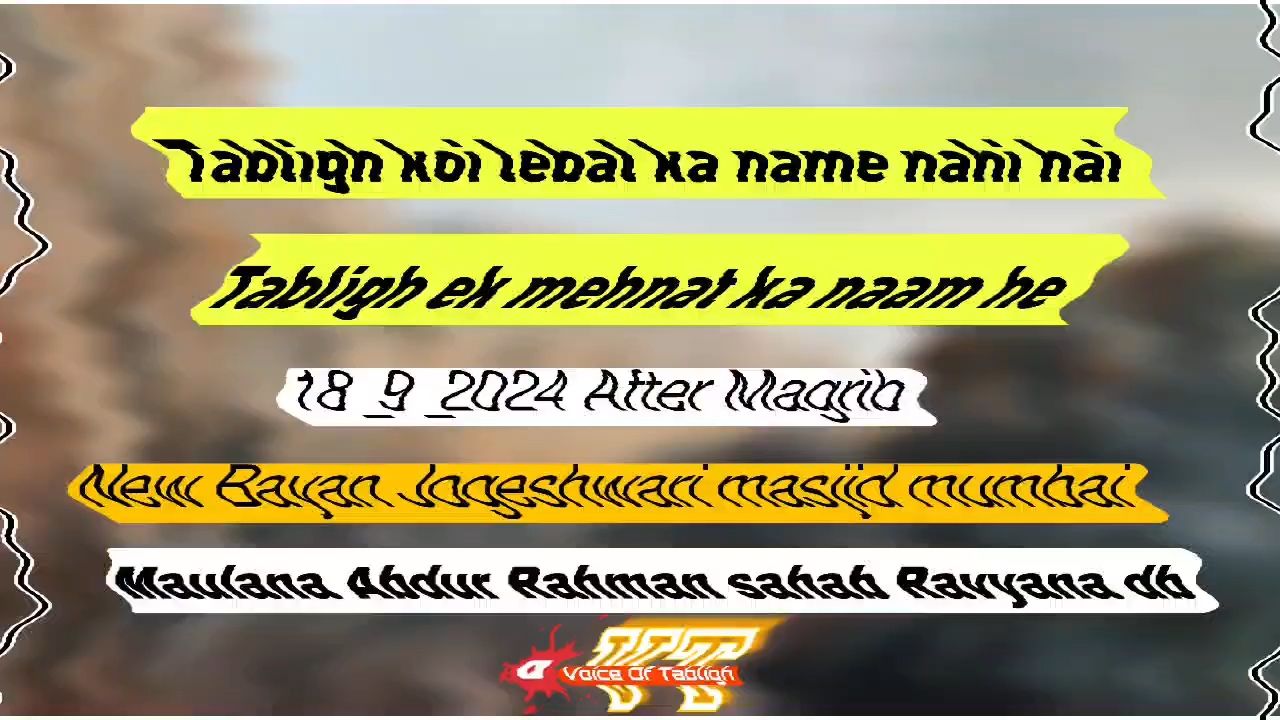 Tabligh koi lebal ka name nahi hai
Tabligh ek mehnat ka naam he
18_9_2024 After Magrib
New Bayan Jogeshwari masjid mumbai
Maulana Abdur Rahman sahab Ravyana db
Voice Of Tabligh